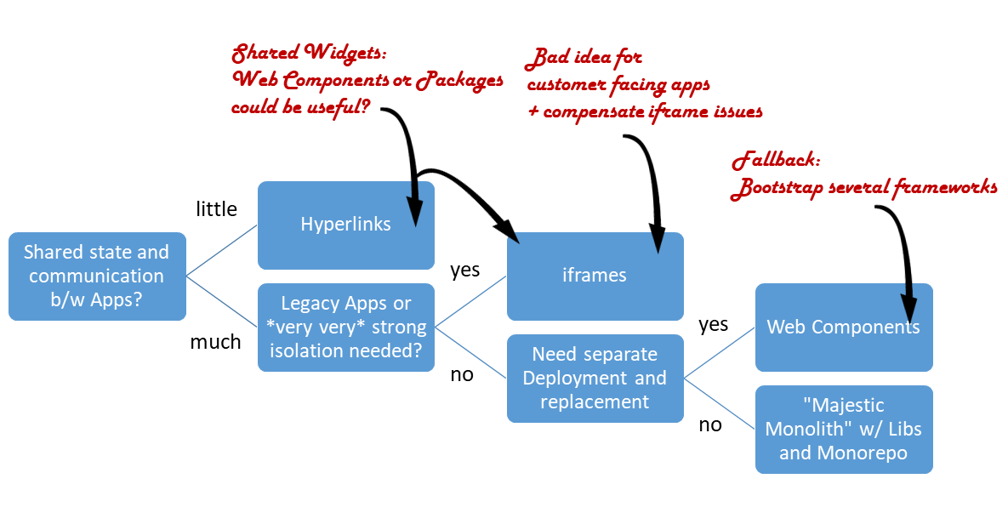 Shared Widgets:
Web Components or Packages
could be useful?
Bad idea for
customer facing apps
+ compensate iframe issues
Fallback:
Bootstrap several frameworks
little
Hyperlinks
Shared state and
communication
b/w Apps?
much
Legacy Apps or
*very very* strong
isolation needed?
yes
iframes
no
Need separate
Deployment and
replacement
yes
Web Components
no
"Majestic
Monolith" w/ Libs
and Monorepo